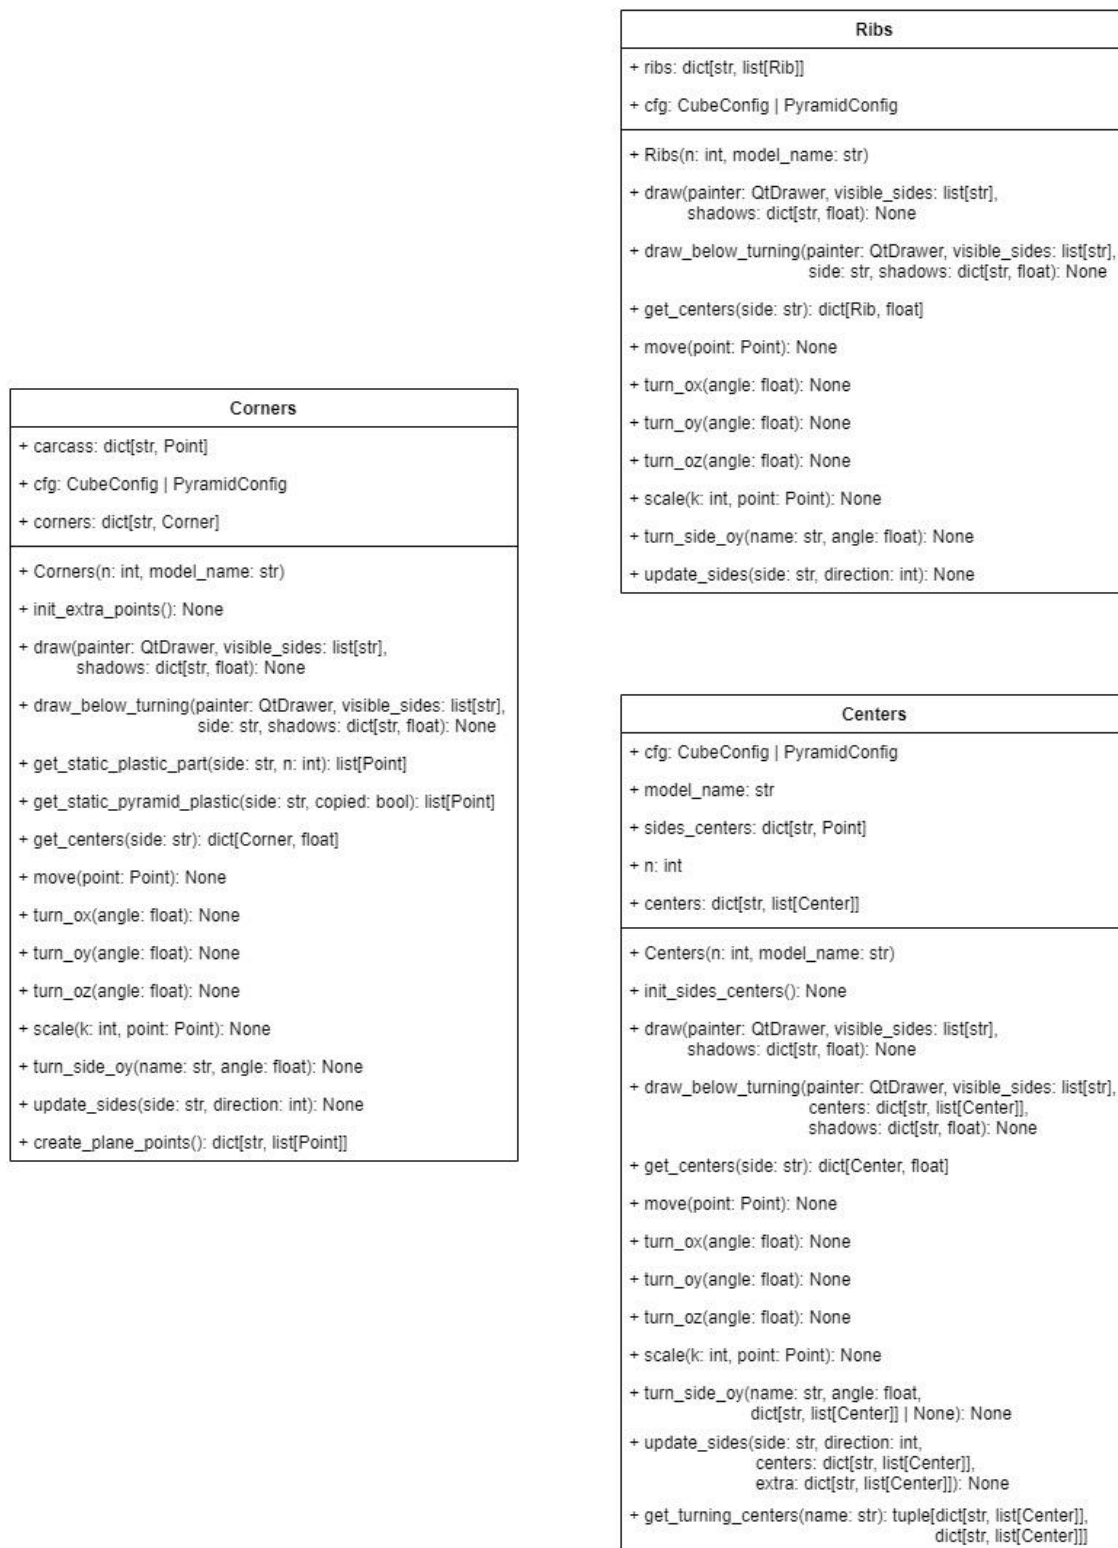 Ribs
+ ribs: dict[str, list[Rib]]
+ cfg: CubeConfig | PyramidConfig
+ Ribs(n: int, model_name: str)
+ draw(painter: QtDrawer, visible_sides: list[str],
shadows: dict[str, float): None
+ draw_below_turning(painter: QtDrawer, visible_sides: list[str],
side: str, shadows: dict[str, float): None
+ get_centers(side: str): dict[Rib, float]
+ move(point: Point): None
+ turn_ox(angle: float): None
+ turn_oy(angle: float): None
+ turn_oz(angle: float): None
+ scale(k: int, point: Point): None
+ turn_side_oy(name: str, angle: float): None
+ update_sides(side: str, direction: int): None
Corners
+ carcass: dict[str, Point]
+ cfg: CubeConfig | PyramidConfig
+ corners: dict[str, Corner]
+ Corners(n: int, model_name: str)
+ init_extra_points(): None
+ draw(painter: QtDrawer, visible_sides: list[str],
shadows: dict[str, float): None
+ draw_below_turning(painter: QtDrawer, visible_sides: list[str],
side: str, shadows: dict[str, float): None
+ get_static_plastic_part(side: str, n: int): list[Point]
+ get_static_pyramid_plastic(side: str, copied: bool): list[Point]
+ get_centers(side: str): dict[Corner, float]
+ move(point: Point): None
+ turn_ox(angle: float): None
+ turn_oy(angle: float): None
+ turn_oz(angle: float): None
+ scale(k: int, point: Point): None
+ turn_side_oy(name: str, angle: float): None
+ update_sides(side: str, direction: int): None
+ create_plane_points(): dict[str, list[Point]]
Centers
+ cfg: CubeConfig | PyramidConfig
+ model_name: str
+ sides_centers: dict[str, Point]
+ n: int
+ centers: dict[str, list[Center]]
+ Centers(n: int, model_name: str)
+ init_sides_centers(): None
+ draw(painter: QtDrawer, visible_sides: list[str],
shadows: dict[str, float): None
+ draw_below_turning(painter: QtDrawer, visible_sides: list[str],
centers: dict[str, list[Center]],
shadows: dict[str, float): None
+ get_centers(side: str): dict[Center, float]
+ move(point: Point): None
+ turn_ox(angle: float): None
+ turn_oy(angle: float): None
+ turn_oz(angle: float): None
+ scale(k: int, point: Point): None
+ turn_side_oy(name: str, angle: float,
dict[str, list[Center]] | None): None
+ update_sides(side: str, direction: int,
centers: dict[str, list[Center]],
extra: dict[str, list[Center]]): None
+ get_turning_centers(name: str): tuple[dict[str, list[Center]],
dict[str, list[Center]]]